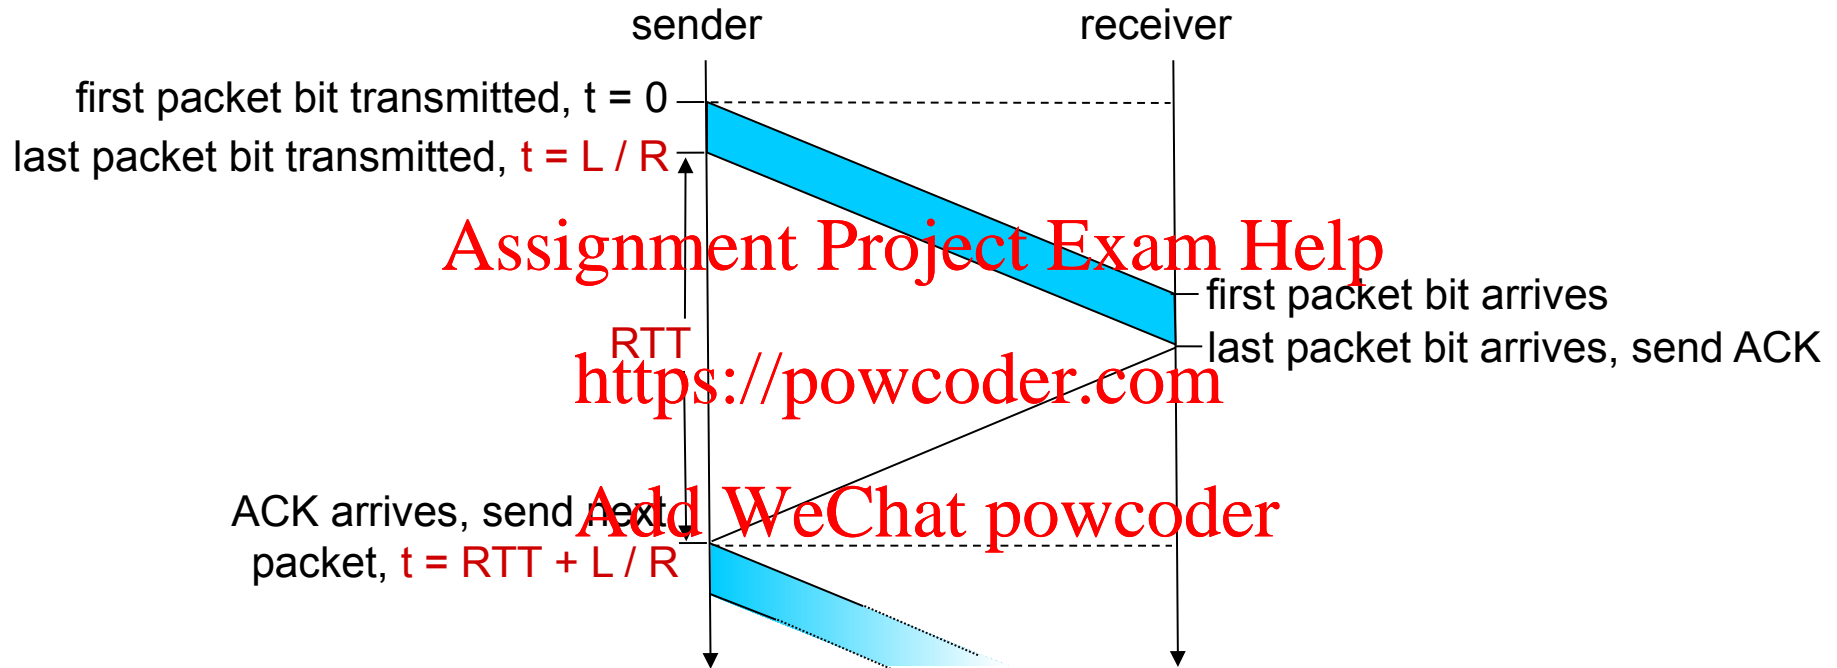 sender
receiver
first packet bit transmitted, t = 0
last packet bit transmitted, t = L / R
Assignment Project Exam Help
first packet bit arrives
RTT
last packet bit arrives, send ACK
https://powcoder.com
ACK arrives, send next
Add WeChat powcoder
packet, t = RTT + L / R